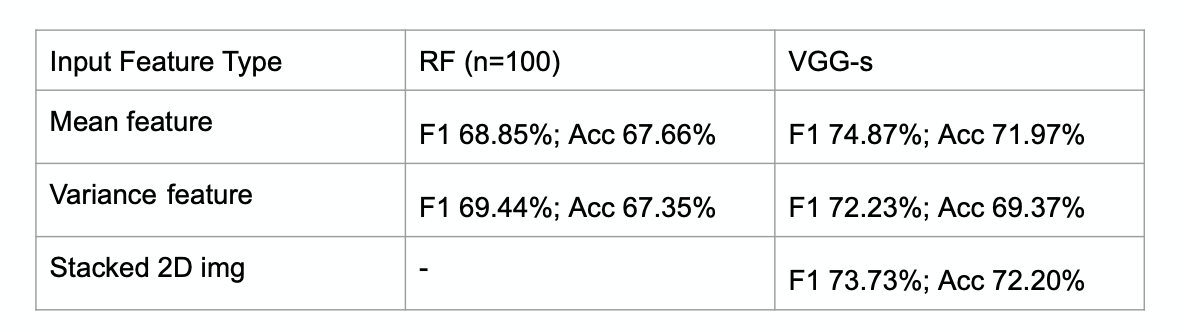 Input Feature Type RF (n=100) VGG-s
Mean feature F1 68.85%; Acc 67.66% F1 74.87%; Acc 71.97%
Variance feature F1 69.44%; Acc 67.35% F1 72.23%; Acc 69.37%
Stacked 2D img - F1 73.73%; Acc 72.20%